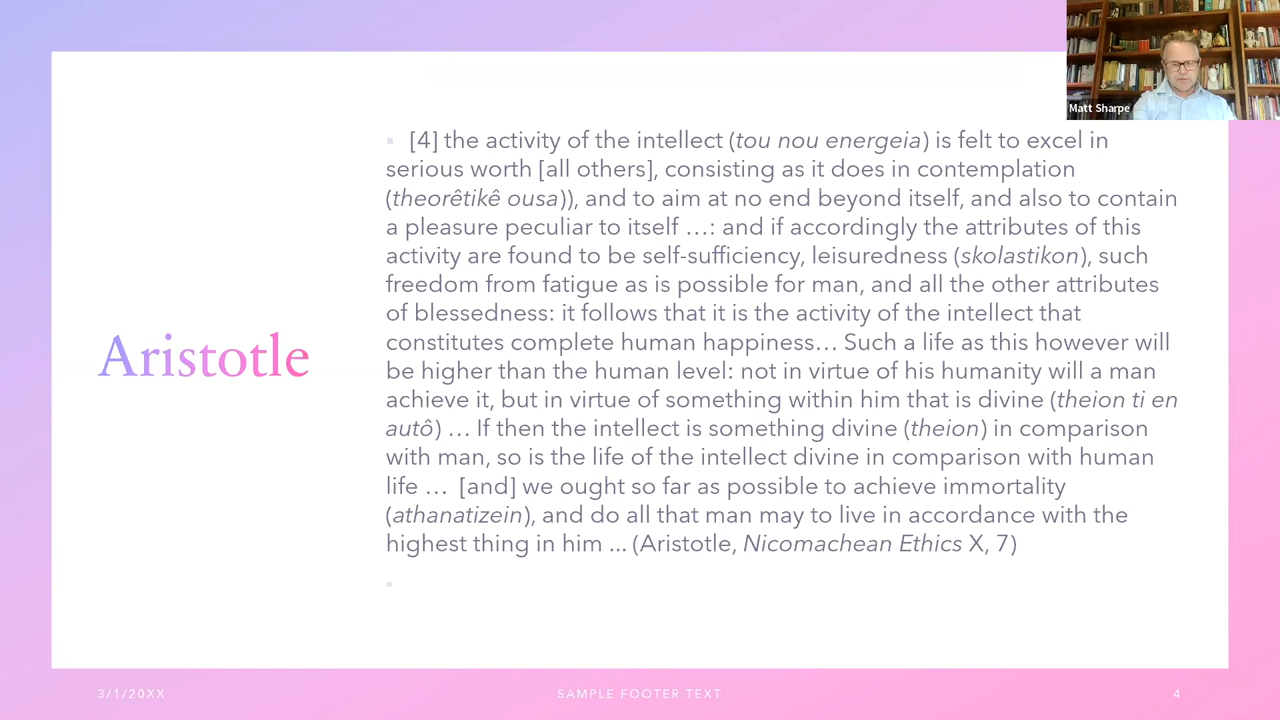 Matt Sharpe
[4] the activity of the intellect (tou nou energeia) is felt to excel in
serious worth [all others], consisting as it does in contemplation
(theorêtikê ousa)), and to aim at no end beyond itself, and also to contain
a pleasure peculiar to itself …: and if accordingly the attributes of this
activity are found to be self-sufficiency, leisuredness (skolastikon), such
freedom from fatigue as is possible for man, and all the other attributes
of blessedness: it follows that it is the activity of the intellect that
constitutes complete human happiness… Such a life as this however will
be higher than the human level: not in virtue of his humanity will a man
achieve it, but in virtue of something within him that is divine (theion ti en
autô) … If then the intellect is something divine (theion) in comparison
with man, so is the life of the intellect divine in comparison with human
life … [and] we ought so far as possible to achieve immortality
(athanatizein), and do all that man may to live in accordance with the
highest thing in him ... (Aristotle, Nicomachean Ethics X, 7)
Aristotle
3/1/20XX
SAMPLE FOOTER TEXT
4